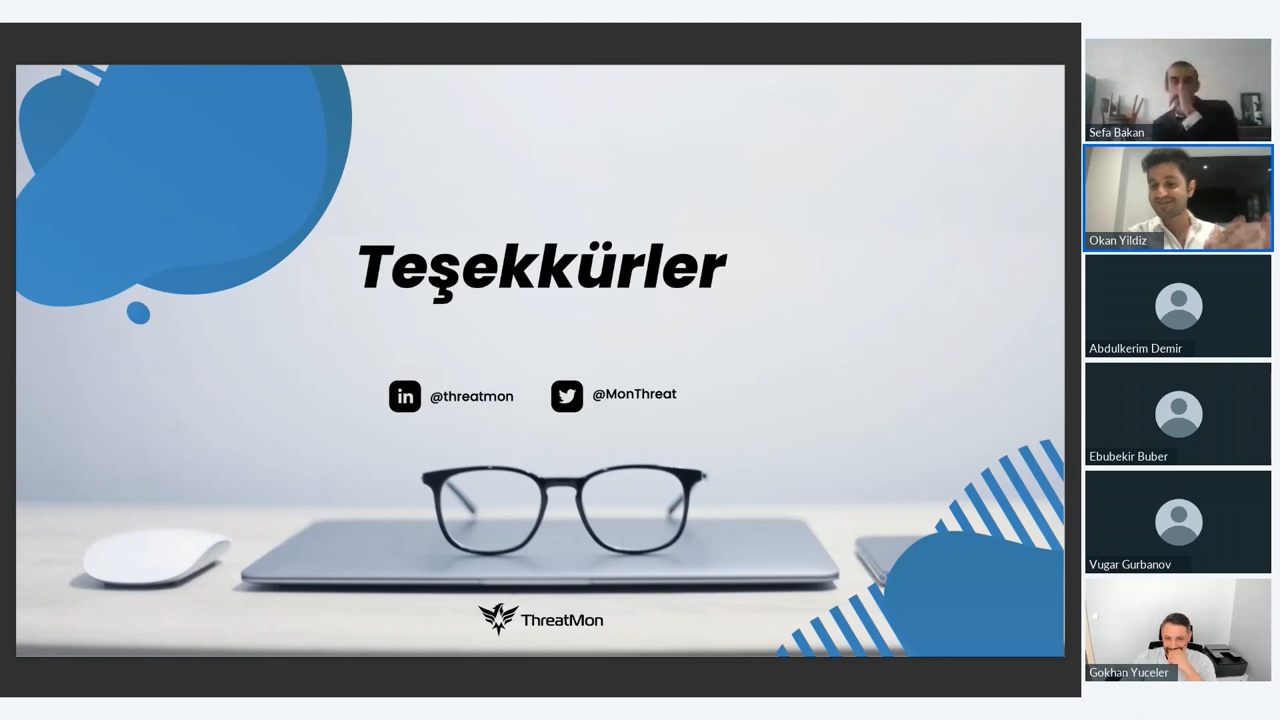 Teşekkürler
@threatmon
@MonThreat
ThreatMon
Sefa Bakan
Okan Yildiz
Abdulkerim Demir
Ebubekir Buber
Vugar Gurbanov
Gokhan Yuceler